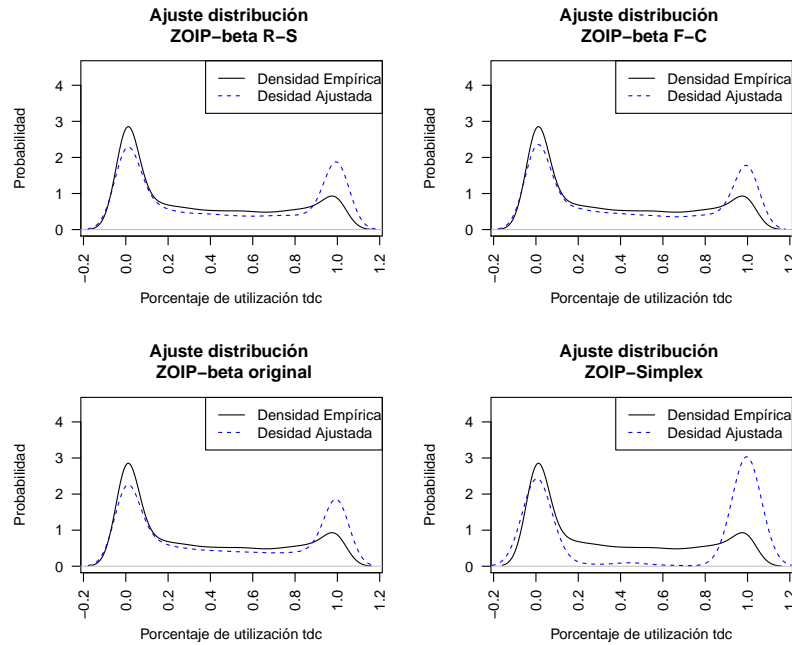 Ajuste distribución
ZOIP−beta R−S
Densidad Empírica
Desidad Ajustada
Probabilidad
4
3
2
1
0
−0.2
0.0
0.2
0.4
0.6
0.8
1.0
1.2
Porcentaje de utilización tdc
Ajuste distribución
ZOIP−beta F−C
Densidad Empírica
Desidad Ajustada
Probabilidad
4
3
2
1
0
−0.2
0.0
0.2
0.4
0.6
0.8
1.0
1.2
Porcentaje de utilización tdc
Ajuste distribución
ZOIP−beta original
Densidad Empírica
Desidad Ajustada
Probabilidad
4
3
2
1
0
−0.2
0.0
0.2
0.4
0.6
0.8
1.0
1.2
Porcentaje de utilización tdc
Ajuste distribución
ZOIP−Simplex
Densidad Empírica
Desidad Ajustada
Probabilidad
4
3
2
1
0
−0.2
0.0
0.2
0.4
0.6
0.8
1.0
1.2
Porcentaje de utilización tdc